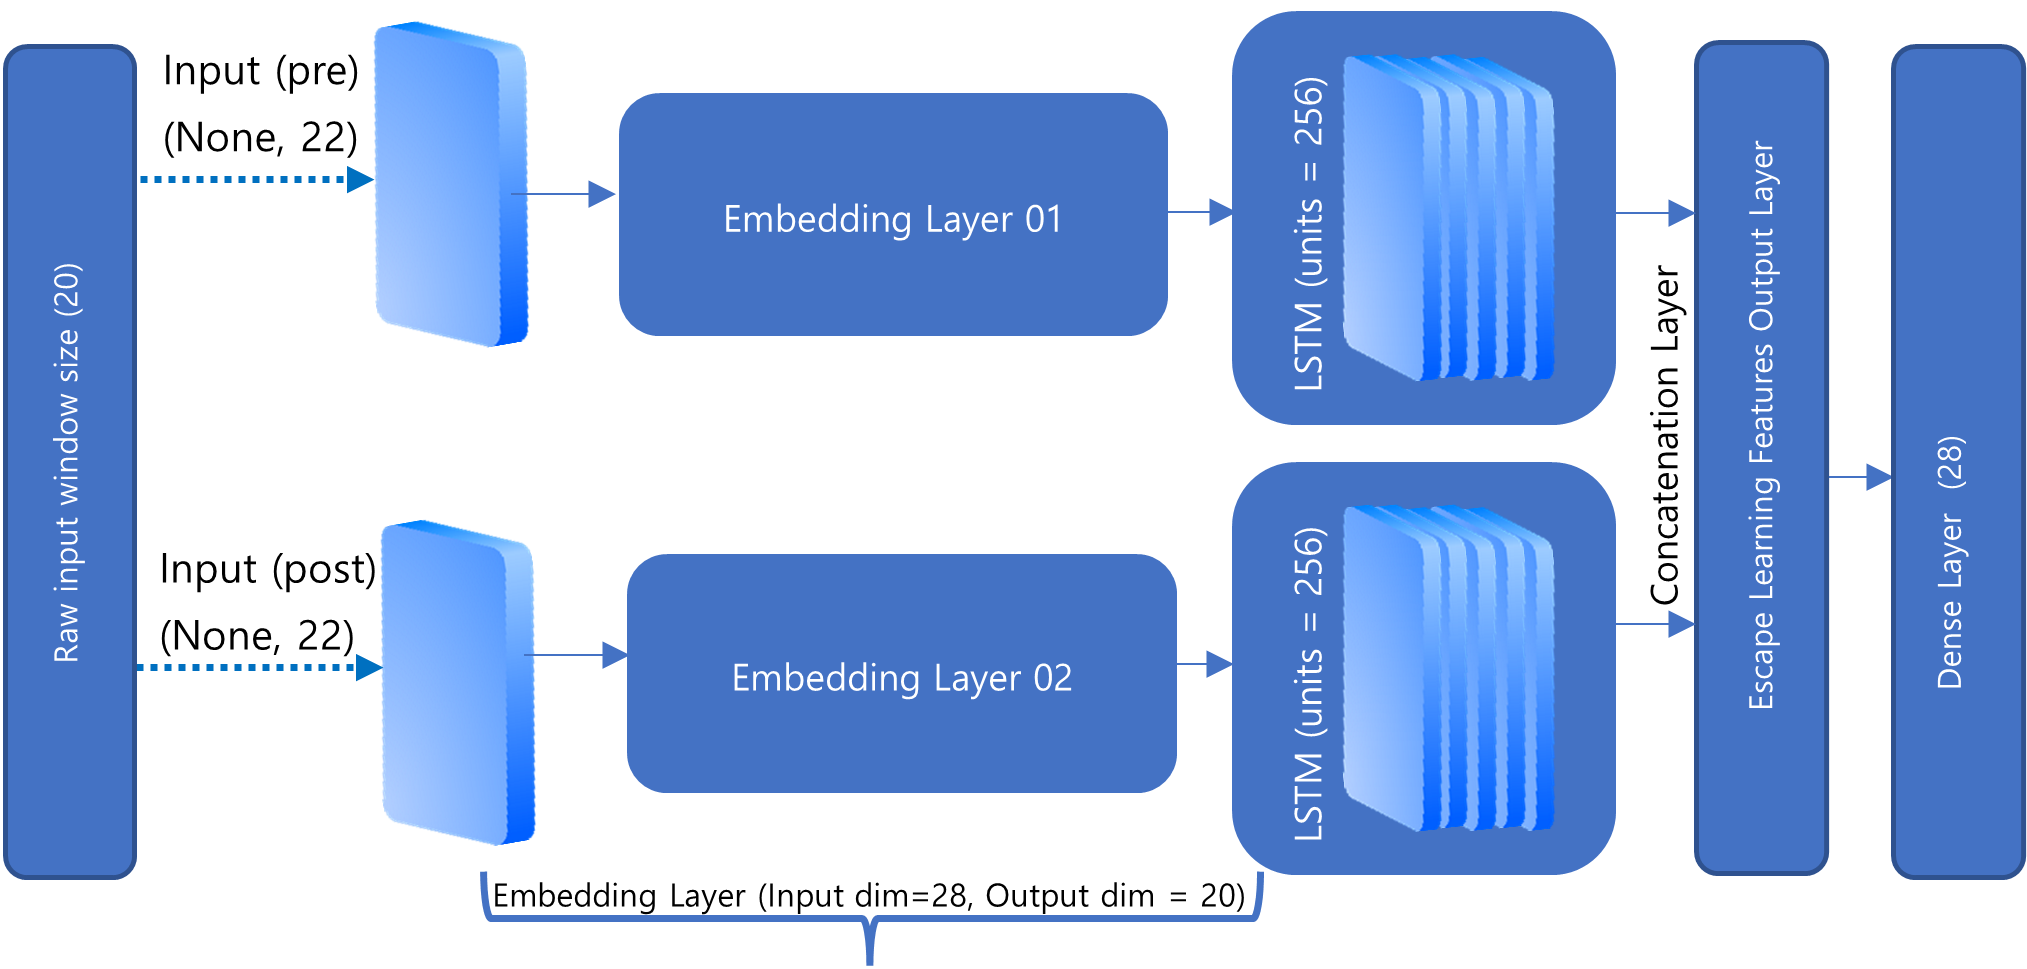 Raw input window size (20)
Input (pre)
(None, 22)
Embedding Layer 01
LSTM (units = 256)
Input (post)
(None, 22)
Embedding Layer 02
LSTM (units = 256)
Embedding Layer (Input dim=28, Output dim = 20)
Concatenation Layer
Escape Learning Features Output Layer
Dense Layer (28)